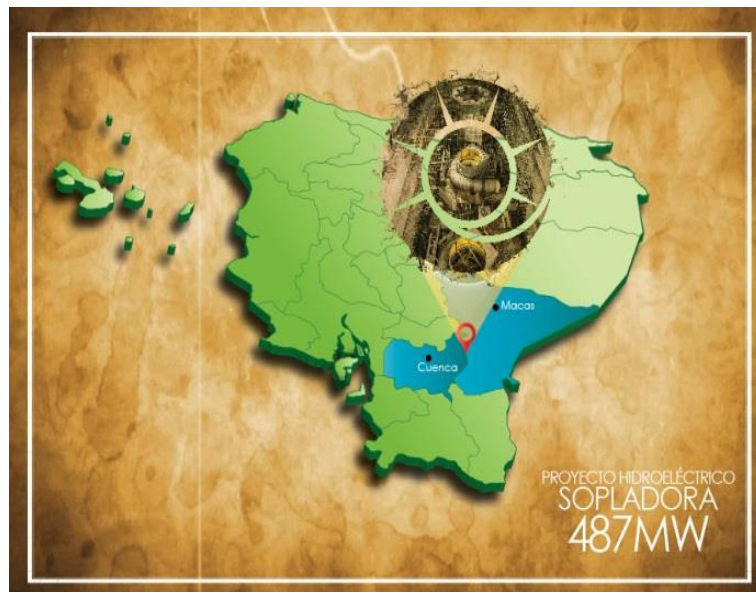 Macas
Cuenca
PROYECTO HIDROELÉCTRICO
SOPLADORA
487MW